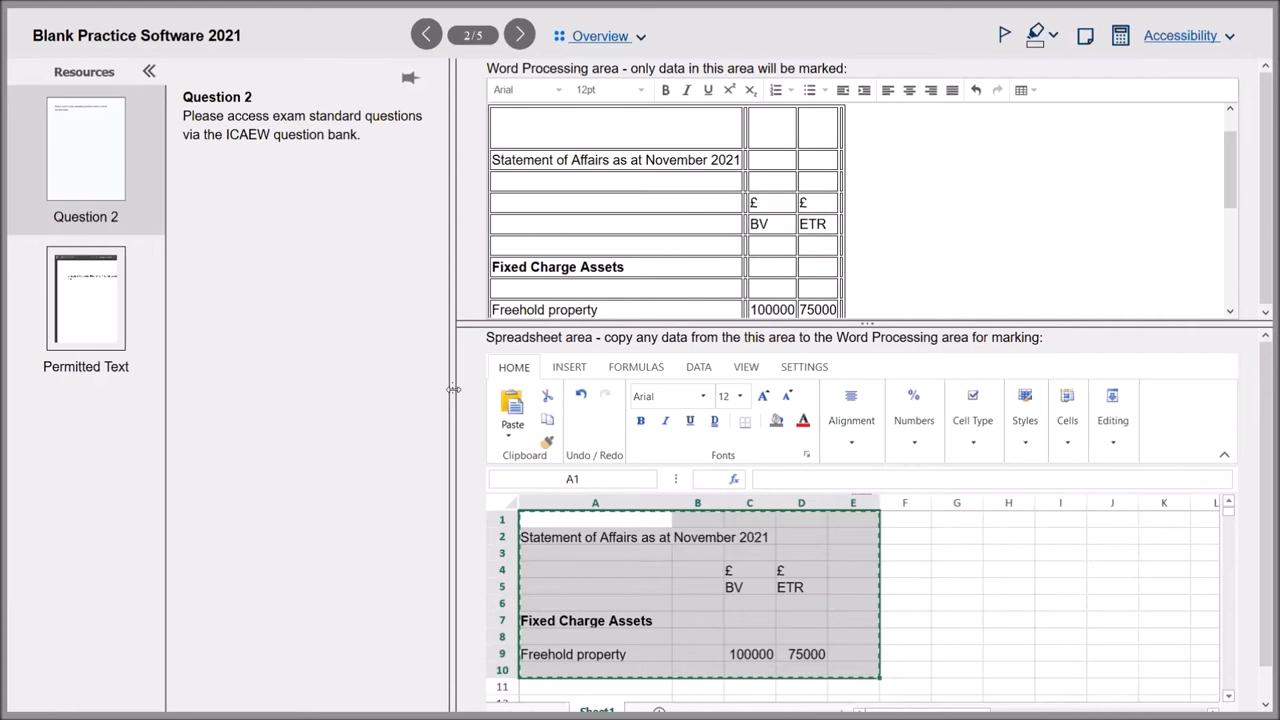 Blank Practice Software 2021
2/5
Overview
Accessibility
Resources
Question 2
Permitted Text
Question 2
Please access exam standard questions
via the ICAEW question bank.
Word Processing area - only data in this area will be marked:
Arial 12pt B I U X² X₂
Statement of Affairs as at November 2021
£ £
BV ETR
Fixed Charge Assets
Freehold property 100000 75000
Spreadsheet area - copy any data from the this area to the Word Processing area for marking:
HOME INSERT FORMULAS DATA VIEW SETTINGS
Paste
Arial 12 A A
B I U D A
Alignment Numbers Cell Type Styles Cells Editing
Clipboard Undo / Redo Fonts
A1 fx
A B C D E F G H I J K L
1
2 Statement of Affairs as at November 2021
3
4 £ £
5 BV ETR
6
7 Fixed Charge Assets
8
9 Freehold property 100000 75000
10
11
Sheet1